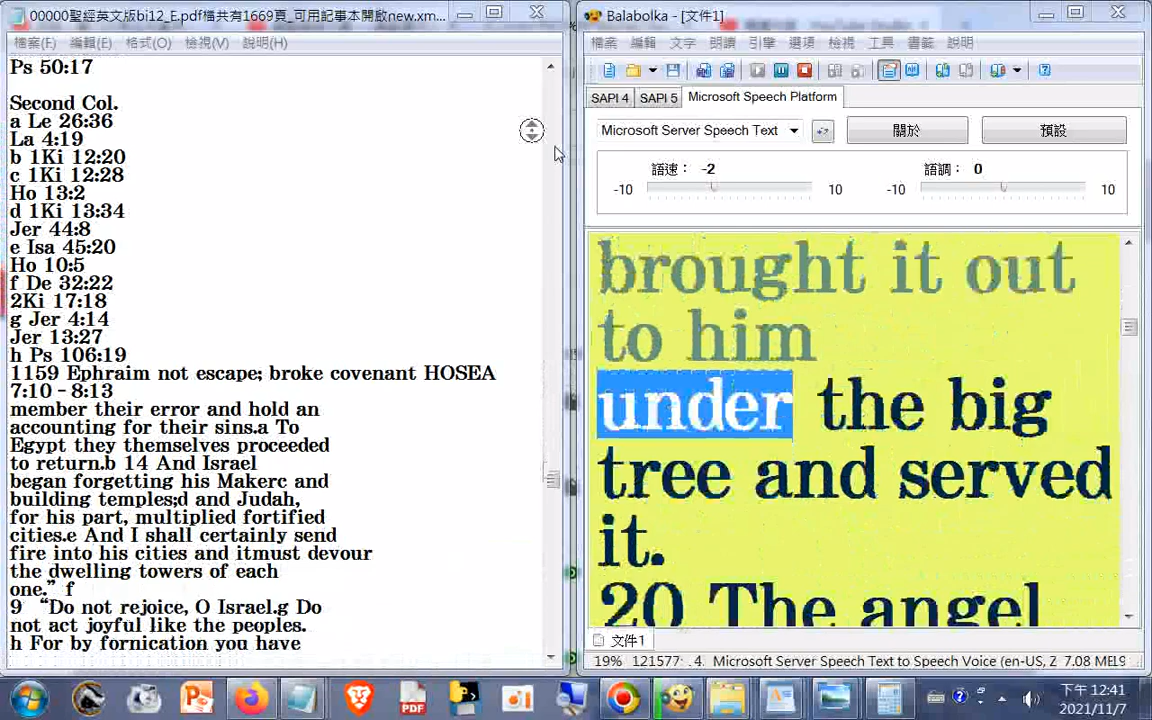 00000聖經英文版bi12_E.pdf檔共有1669頁_可用記事本開啟new.xm...
檔案(F) 編輯(E) 格式(O) 檢視(V) 說明(H)
Ps 50:17
Second Col.
a Le 26:36
La 4:19
b 1Ki 12:20
c 1Ki 12:28
Ho 13:2
d 1Ki 13:34
Jer 44:8
e Isa 45:20
Ho 10:5
f De 32:22
2Ki 17:18
g Jer 4:14
Jer 13:27
h Ps 106:19
1159 Ephraim not escape; broke covenant HOSEA
7:10–8:13
member their error and hold an
accounting for their sins.a To
Egypt they themselves proceeded
to return.b 14 And Israel
began forgetting his Makerc and
building temples;d and Judah,
for his part, multiplied fortified
cities.e And I shall certainly send
fire into his cities and itmust devour
the dwelling towers of each
one.” f
9 “Do not rejoice, O Israel.g Do
not act joyful like the peoples.
h For by fornication you have
Balabolka - [文件1]
檔案 編輯 文字 朗讀 引擎 選項 檢視 工具 書籤 說明
SAPI 4 SAPI 5 Microsoft Speech Platform
Microsoft Server Speech Text 關於 預設
語速： -2 語調： 0
-10 10 -10 10
brought it out
to him
under the big
tree and served
it.
20 The angel
文件1
19% 121577: .4. Microsoft Server Speech Text to Speech Voice (en-US, Z
下午 12:41
2021/11/7